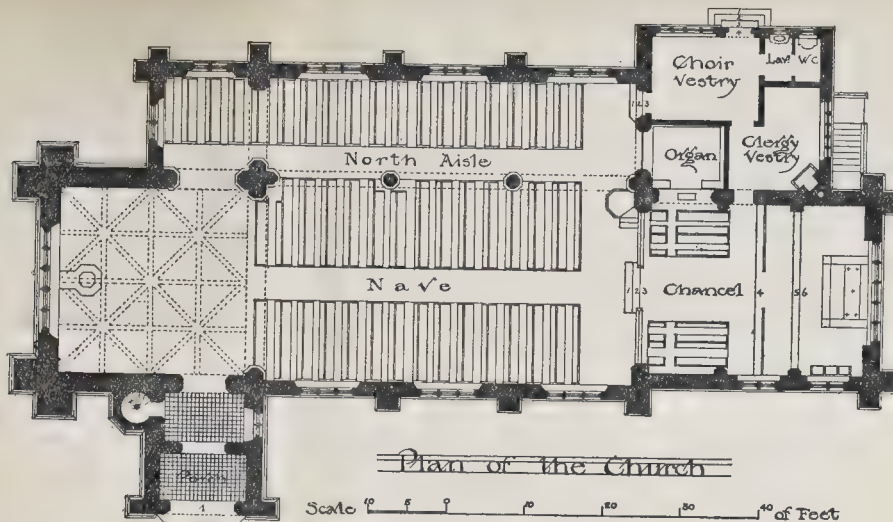 Choir
Vestry
Lav.
W.C
Clergy
Vestry
1 2 3
North Aisle
Organ
Nave
1 2 3
Chancel
4
5 6
Porch
1
Plan of the Church
Scale 10 5 0 10 20 30 40 of Feet